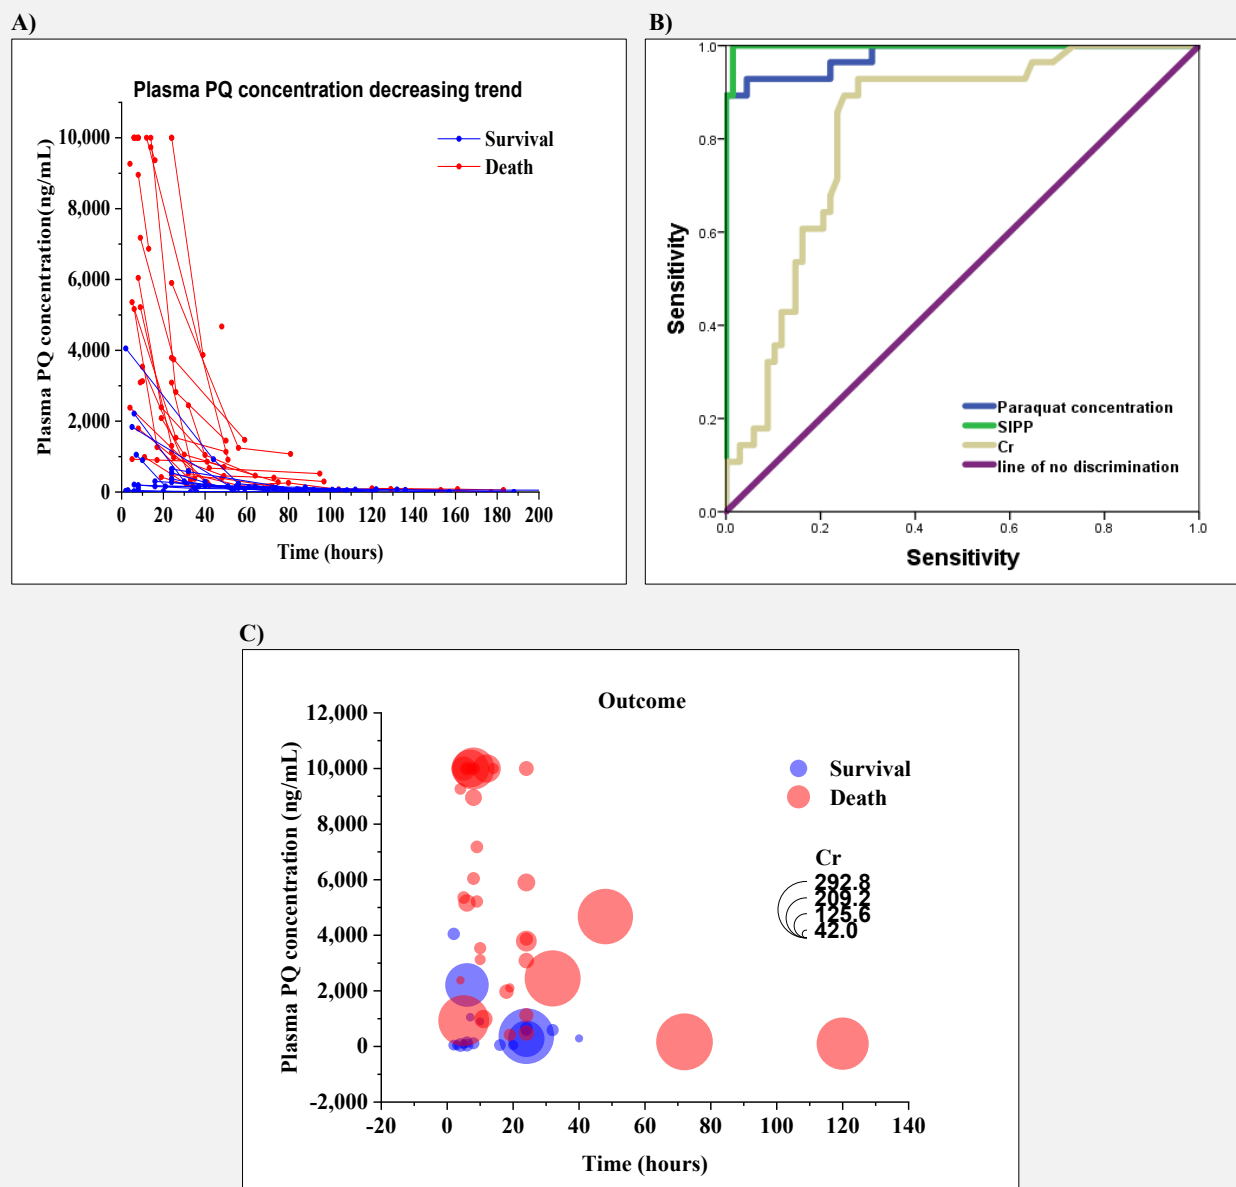 A)
Plasma PQ concentration decreasing trend
Plasma PQ concentration(ng/mL)
10,000
8,000
6,000
4,000
2,000
0
Survival
Death
0 20 40 60 80 100 120 140 160 180 200
Time (hours)
B)
Sensitivity
1.0
0.8
0.6
0.4
0.2
0.0
Paraquat concentration
SIPP
Cr
line of no discrimination
0.0 0.2 0.4 0.6 0.8 1.0
Sensitivity
C)
Outcome
Plasma PQ concentration (ng/mL)
12,000
10,000
8,000
6,000
4,000
2,000
0
-2,000
Survival
Death
Cr
292.8
209.2
125.6
42.0
-20 0 20 40 60 80 100 120 140
Time (hours)